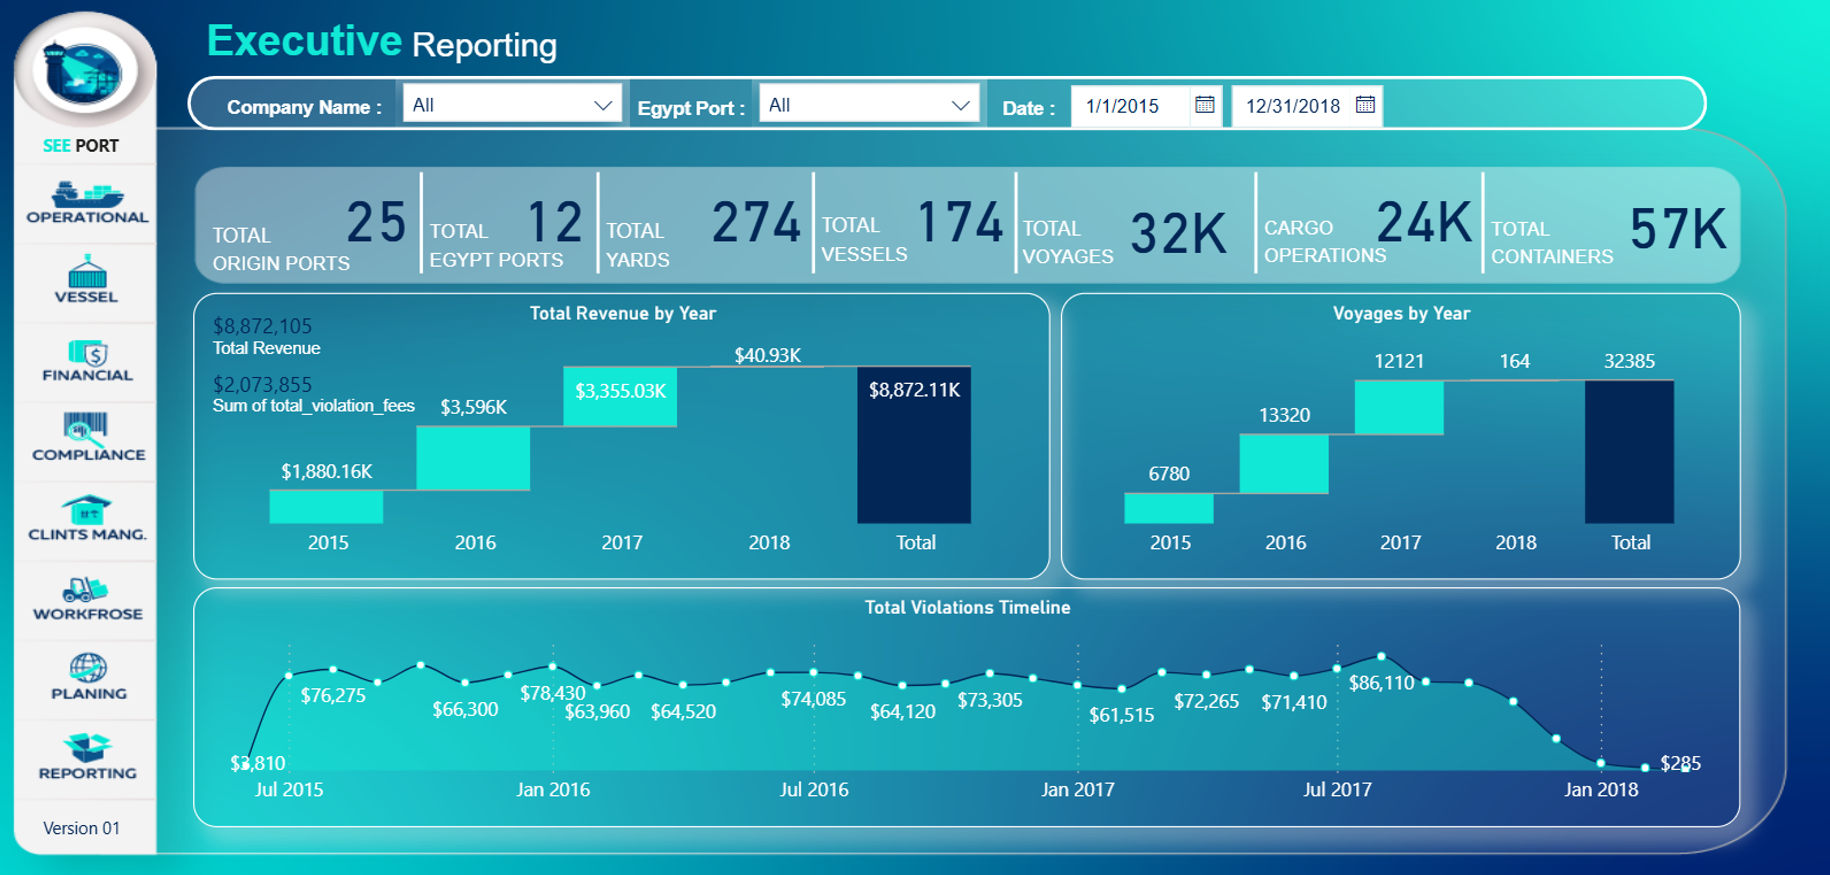 Executive Reporting
Company Name :
All
Egypt Port :
All
Date :
1/1/2015
12/31/2018
SEE PORT
OPERATIONAL
VESSEL
FINANCIAL
COMPLIANCE
CLINTS MANG.
WORKFROSE
PLANING
REPORTING
Version 01
TOTAL
ORIGIN PORTS
25
TOTAL
EGYPT PORTS
12
TOTAL
YARDS
274
TOTAL
VESSELS
174
TOTAL
VOYAGES
32K
CARGO
OPERATIONS
24K
TOTAL
CONTAINERS
57K
Total Revenue by Year
$8,872,105
Total Revenue
$2,073,855
Sum of total_violation_fees
$1,880.16K
$3,596K
$3,355.03K
$40.93K
$8,872.11K
2015 2016 2017 2018 Total
Voyages by Year
6780
13320
12121
164
32385
2015 2016 2017 2018 Total
Total Violations Timeline
$3,810
$76,275
$66,300
$78,430
$63,960
$64,520
$74,085
$64,120
$73,305
$61,515
$72,265
$71,410
$86,110
$285
Jul 2015 Jan 2016 Jul 2016 Jan 2017 Jul 2017 Jan 2018